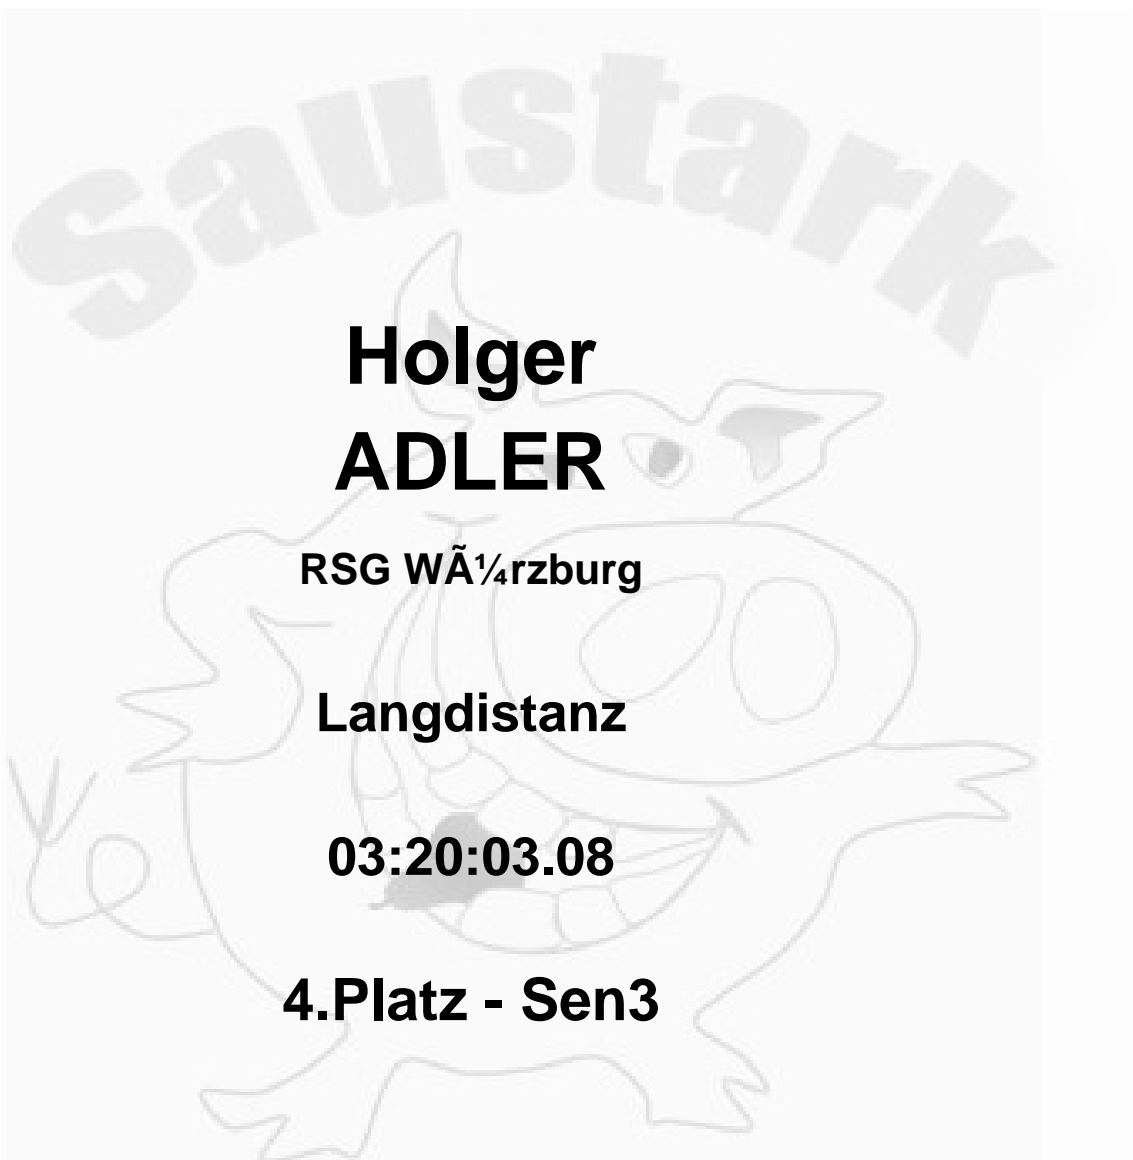 Saustark
Holger
ADLER
RSG WÃ¼rzburg
Langdistanz
03:20:03.08
4.Platz - Sen3